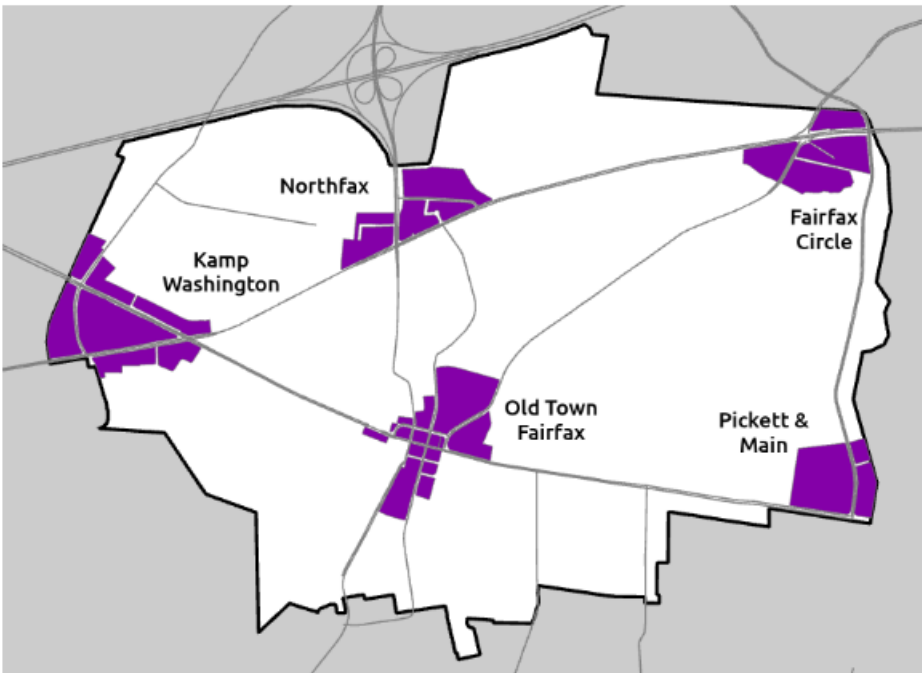 Northfax
Kamp
Washington
Fairfax
Circle
Old Town
Fairfax
Pickett &
Main